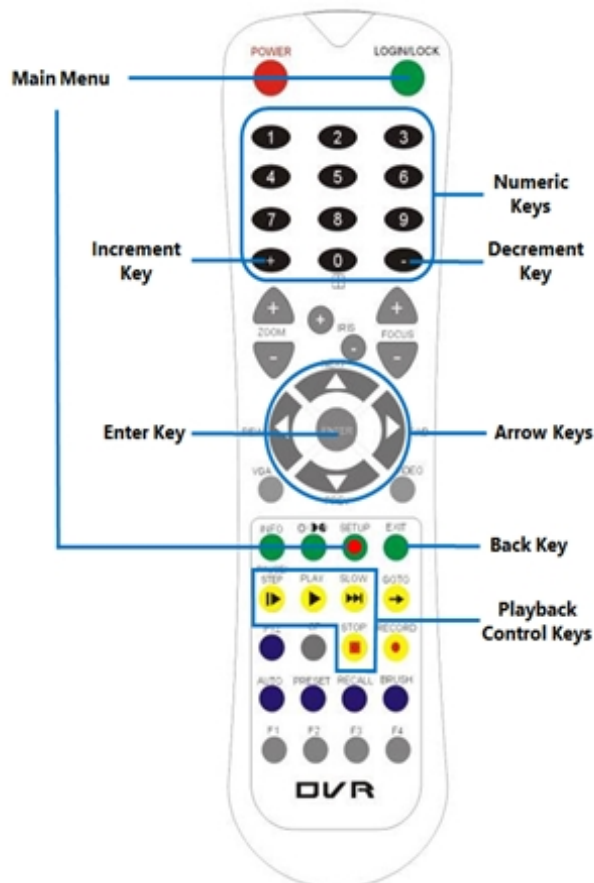 POWER
LOGIN/LOCK
Main Menu
1 2 3
4 5 6
7 8 9
+ 0 -
Numeric
Keys
Increment
Key
Decrement
Key
+ +
ZOOM + IRIS FOCUS
- - -
Enter Key
ENTER
Arrow Keys
VGA
INFO SETUP EXIT
Back Key
STEP PLAY SLOW GOTO
Playback
Control Keys
STOP RECORD
AUTO PRESET RECALL BRUSH
F1 F2 F3 F4
DVR